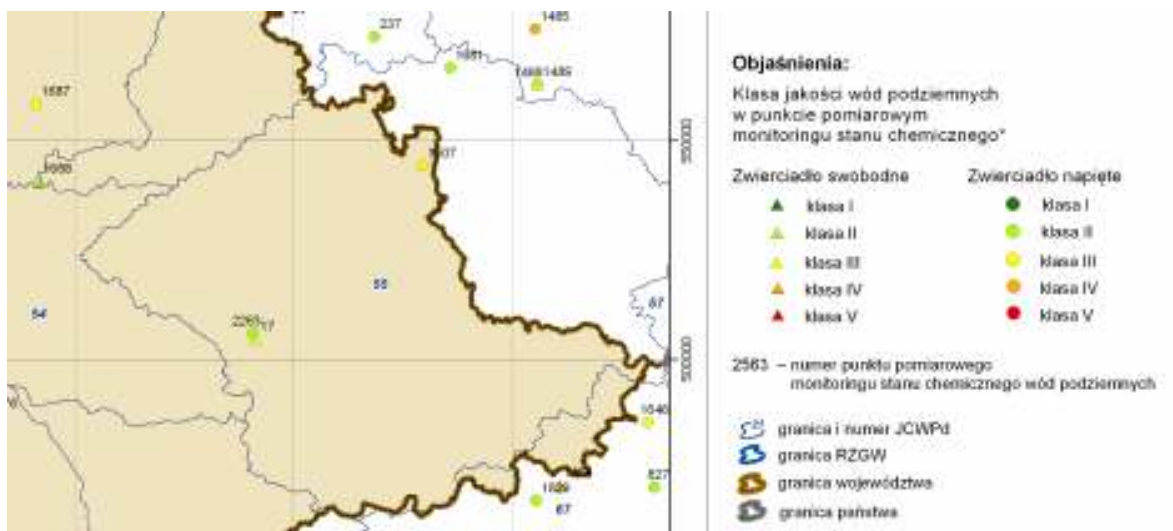 237
1465
1681
1687
550000
55
54
67
500000
1646
827
67
Objaśnienia:
Klasa jakości wód podziemnych
w punkcie pomiarowym
monitoringu stanu chemicznego*
Zwierciadło swobodne
klasa I
klasa II
klasa III
klasa IV
klasa V
Zwierciadło napięte
klasa I
klasa II
klasa III
klasa IV
klasa V
2563 – numer punktu pomiarowego
monitoringu stanu chemicznego wód podziemnych
granica i numer JCWPd
granica RZGW
granica województwa
granica państwa